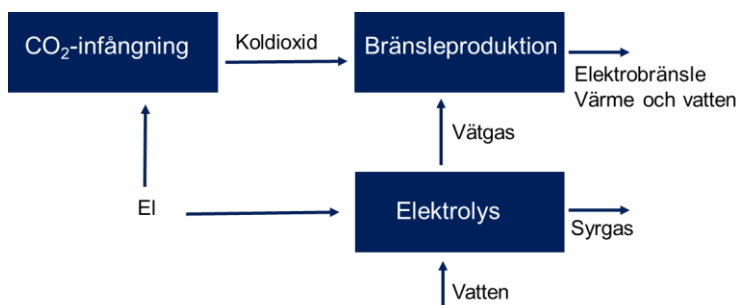 CO₂-infångning
Koldioxid
Bränsleproduktion
Elektrobränsle
Värme och vatten
Vätgas
El
Elektrolys
Syrgas
Vatten